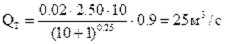 Q₂ = (0.02 · 2.50 · 10) / (10 + 1)^0.25 · 0.9 = 25м³/с